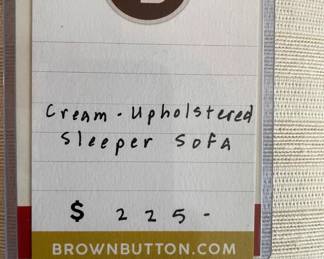 Cream - Upholstered
Sleeper Sofa
$ 225-
BROWNBUTTON.COM